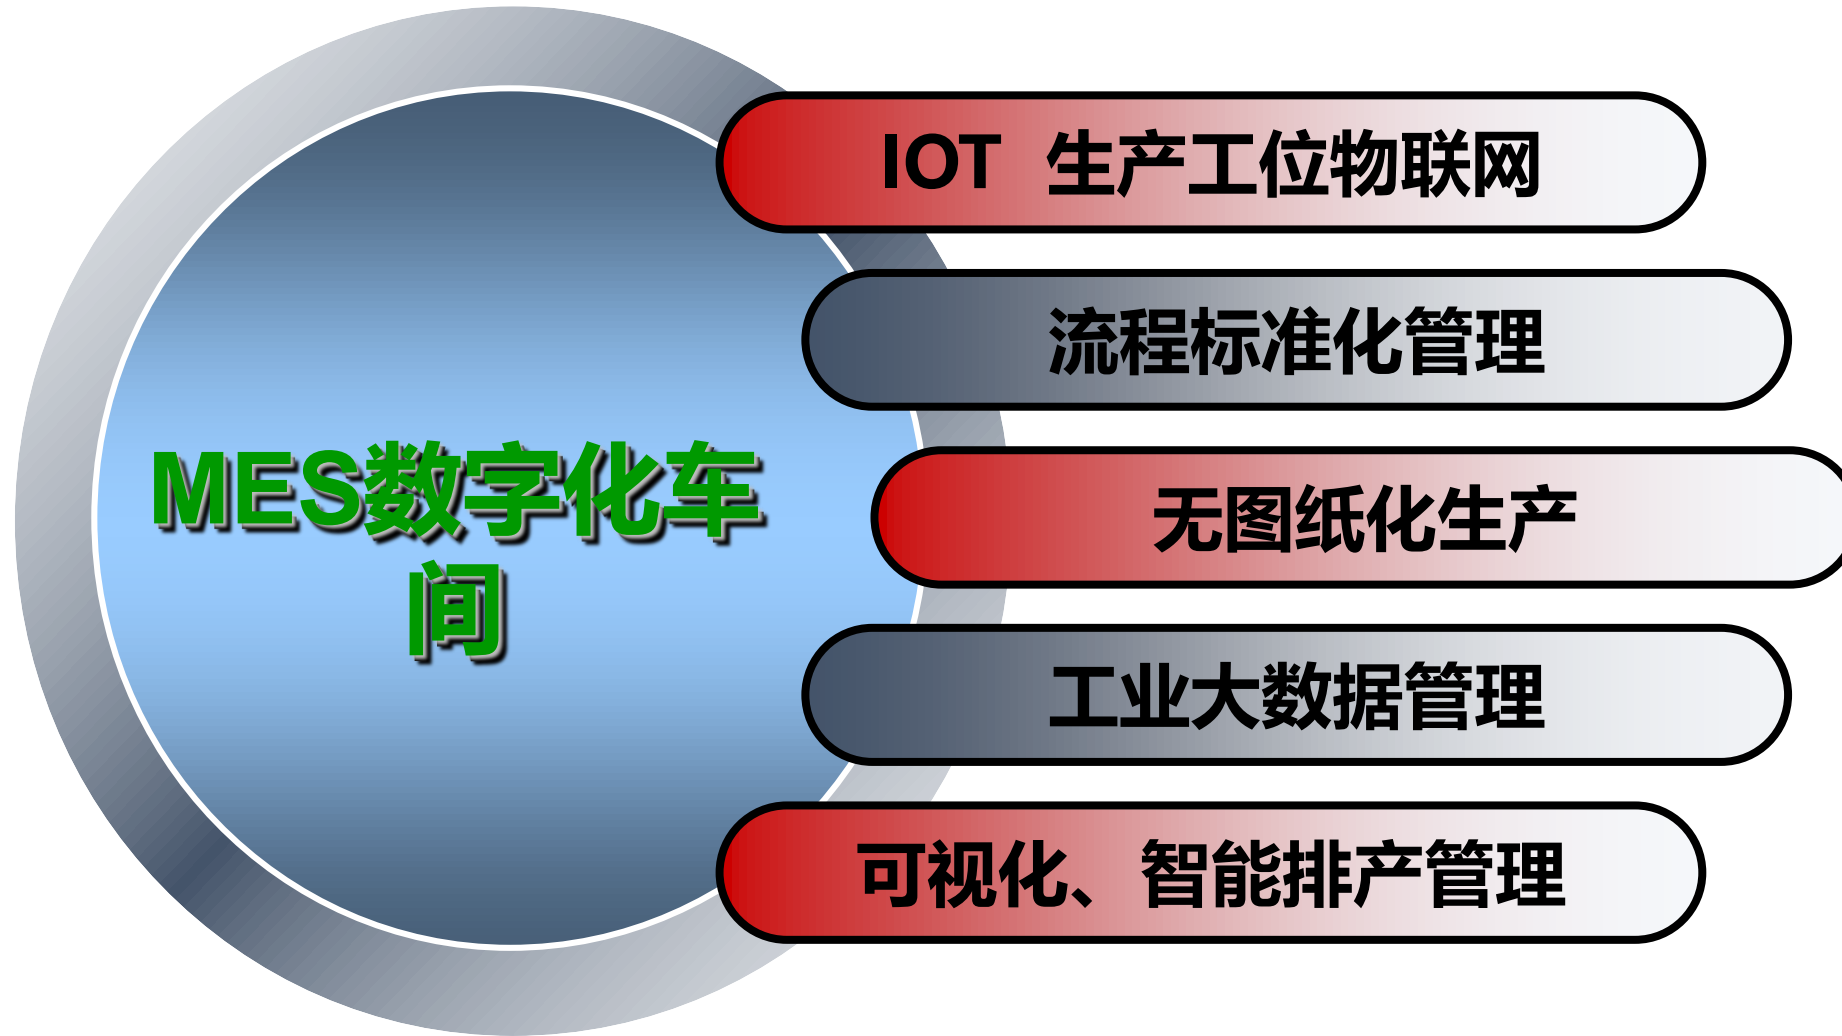 MES数字化车
间
IOT 生产工位物联网
流程标准化管理
无图纸化生产
工业大数据管理
可视化、智能排产管理